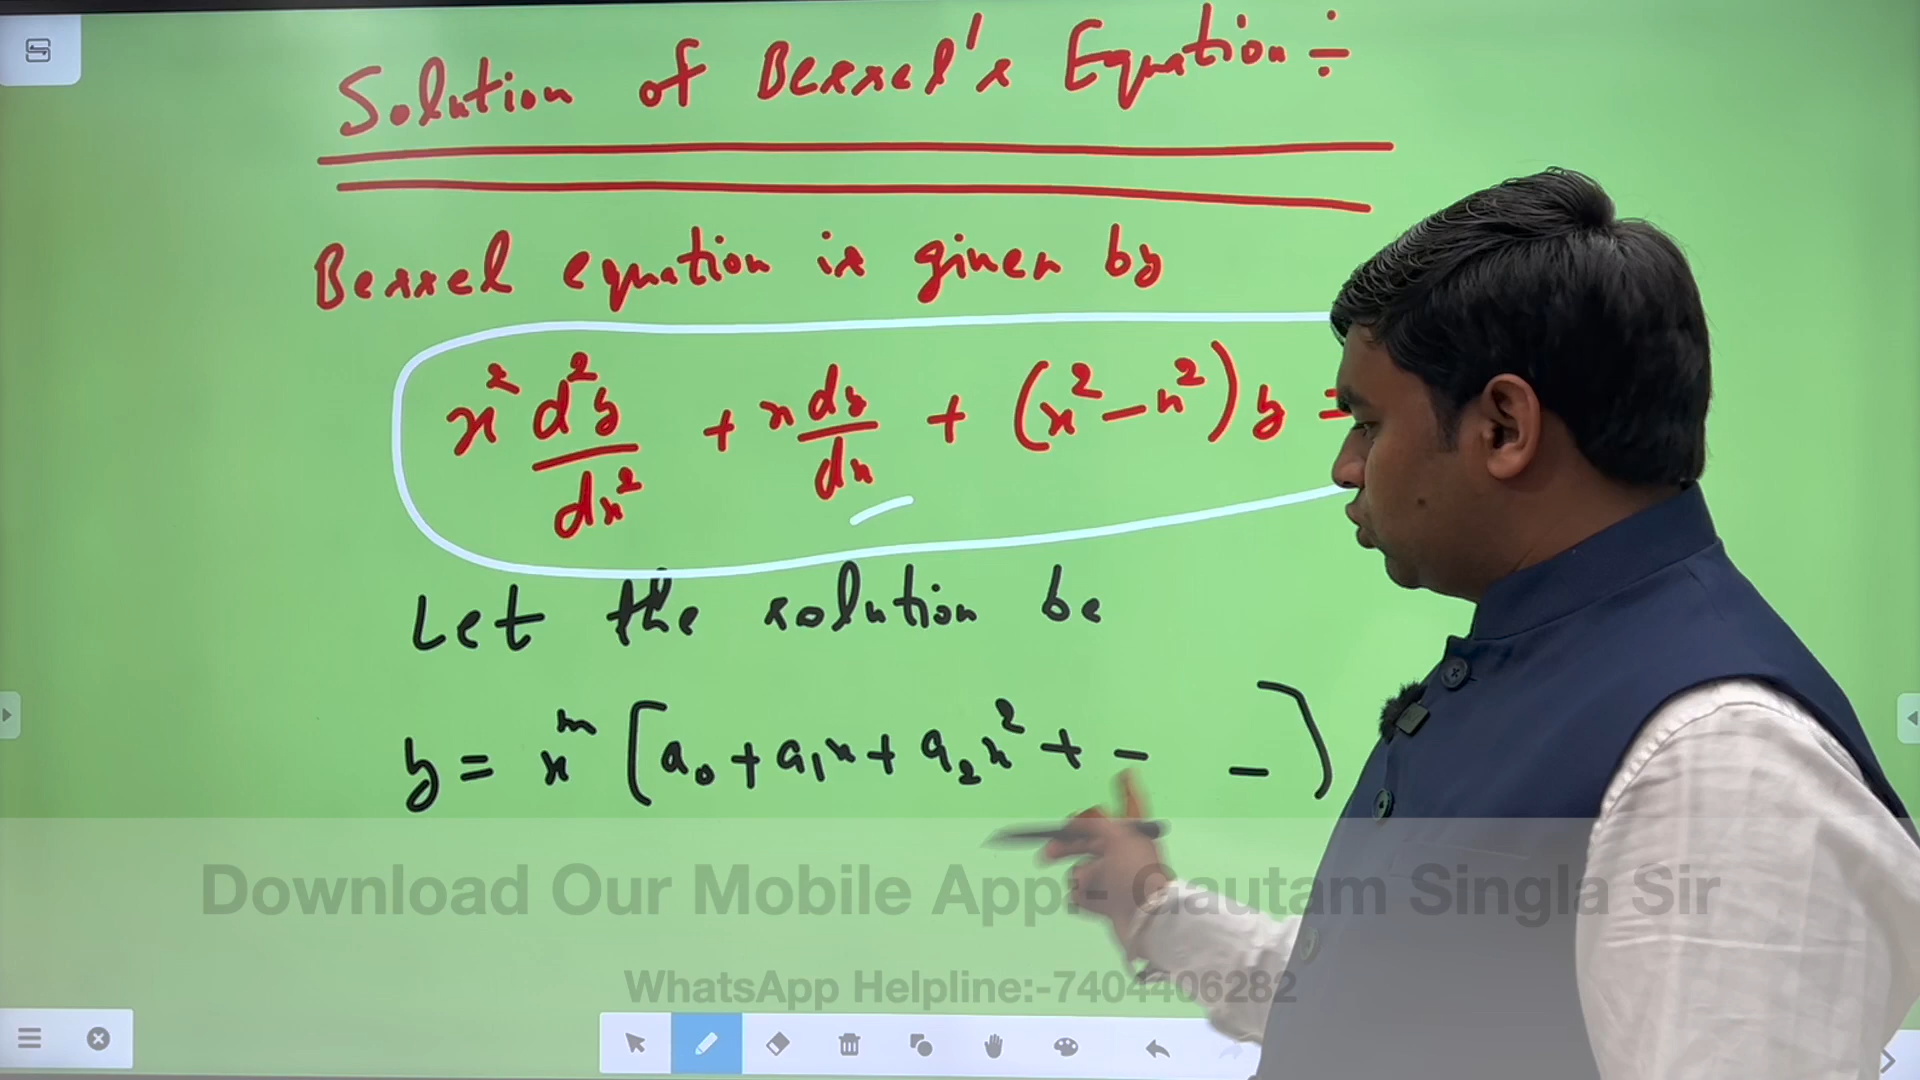 Solution of Bessel's Equation ÷
Bessel equation is given by
x² d²y/dx² + x dy/dx + (x² - n²) y =
Let the solution be
y = x^m [a₀ + a₁x + a₂x² + - - ]
Download Our Mobile App:- Gautam Singla Sir
WhatsApp Helpline:-7404406282